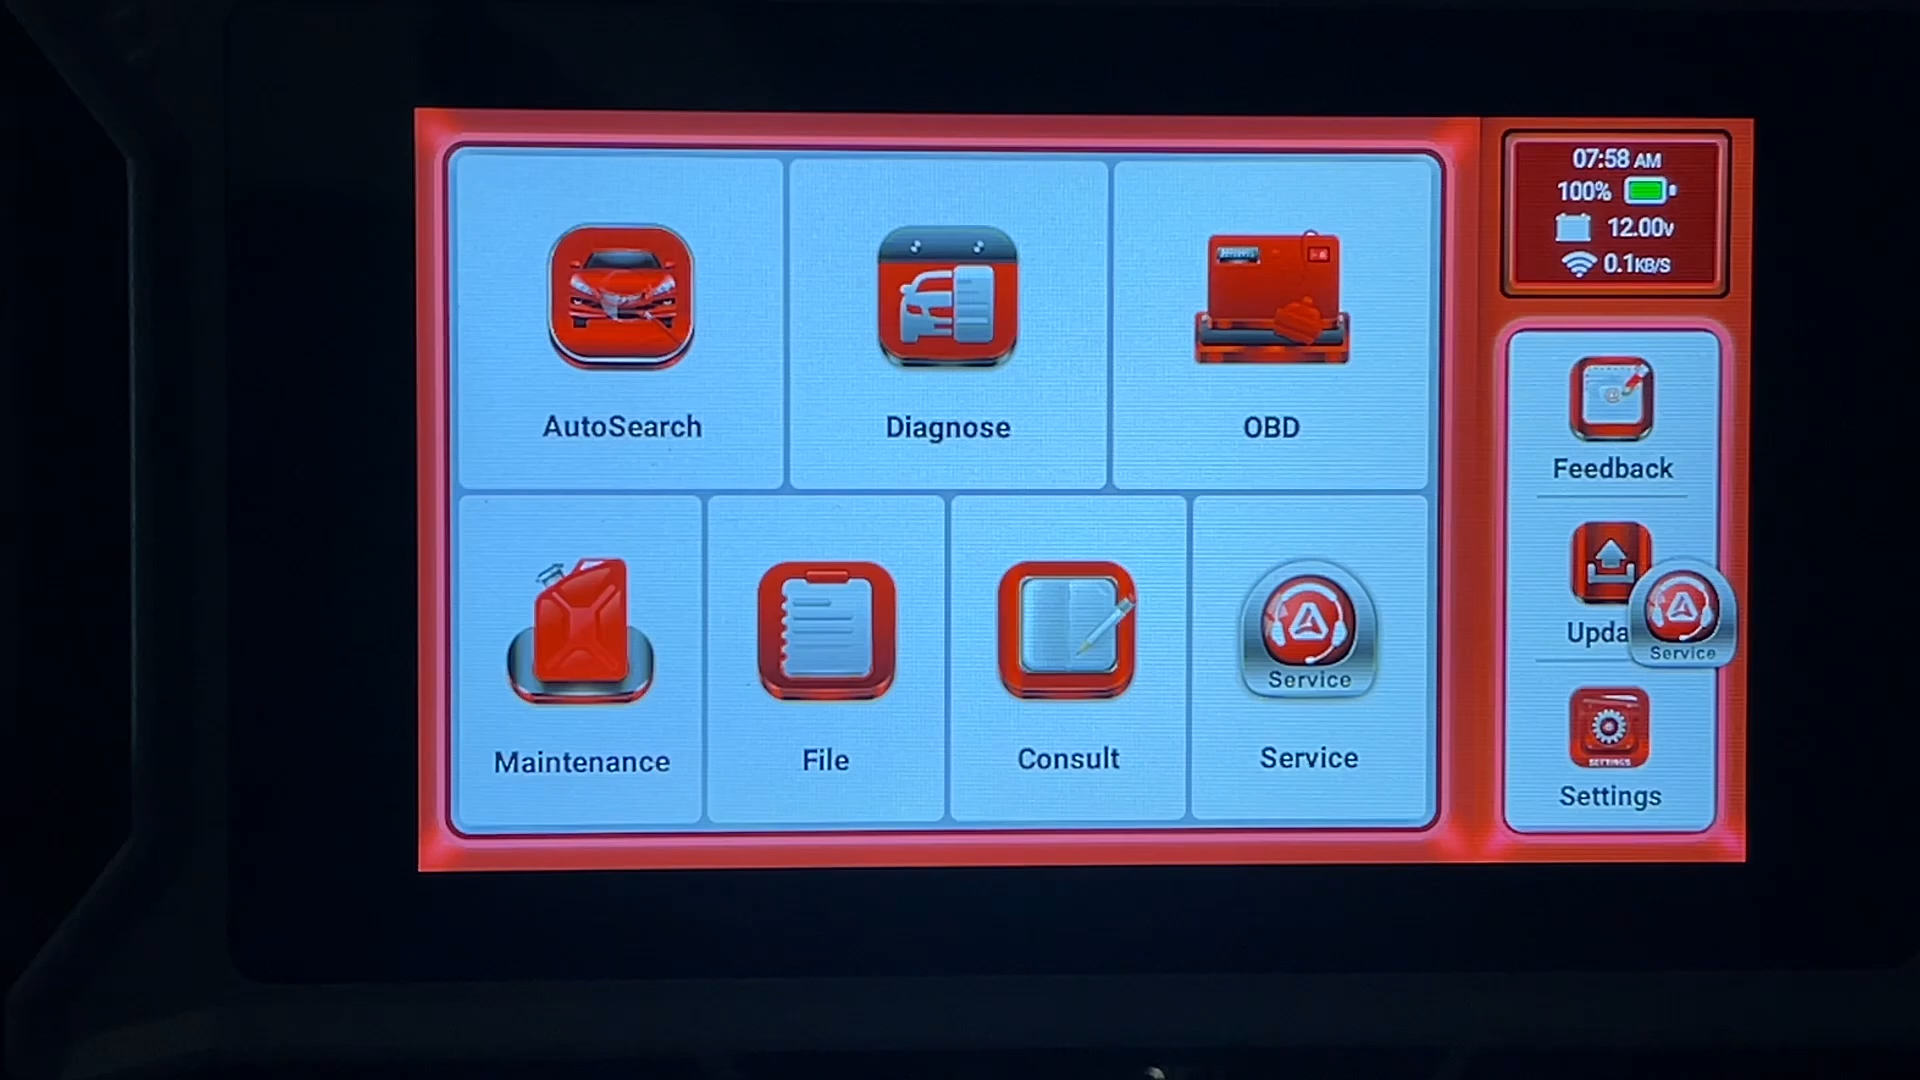 AutoSearch
Diagnose
OBD
Maintenance
File
Consult
Service
Service
07:58 AM
100%
12.00v
0.1KB/S
Feedback
Upda
Service
SETTINGS
Settings